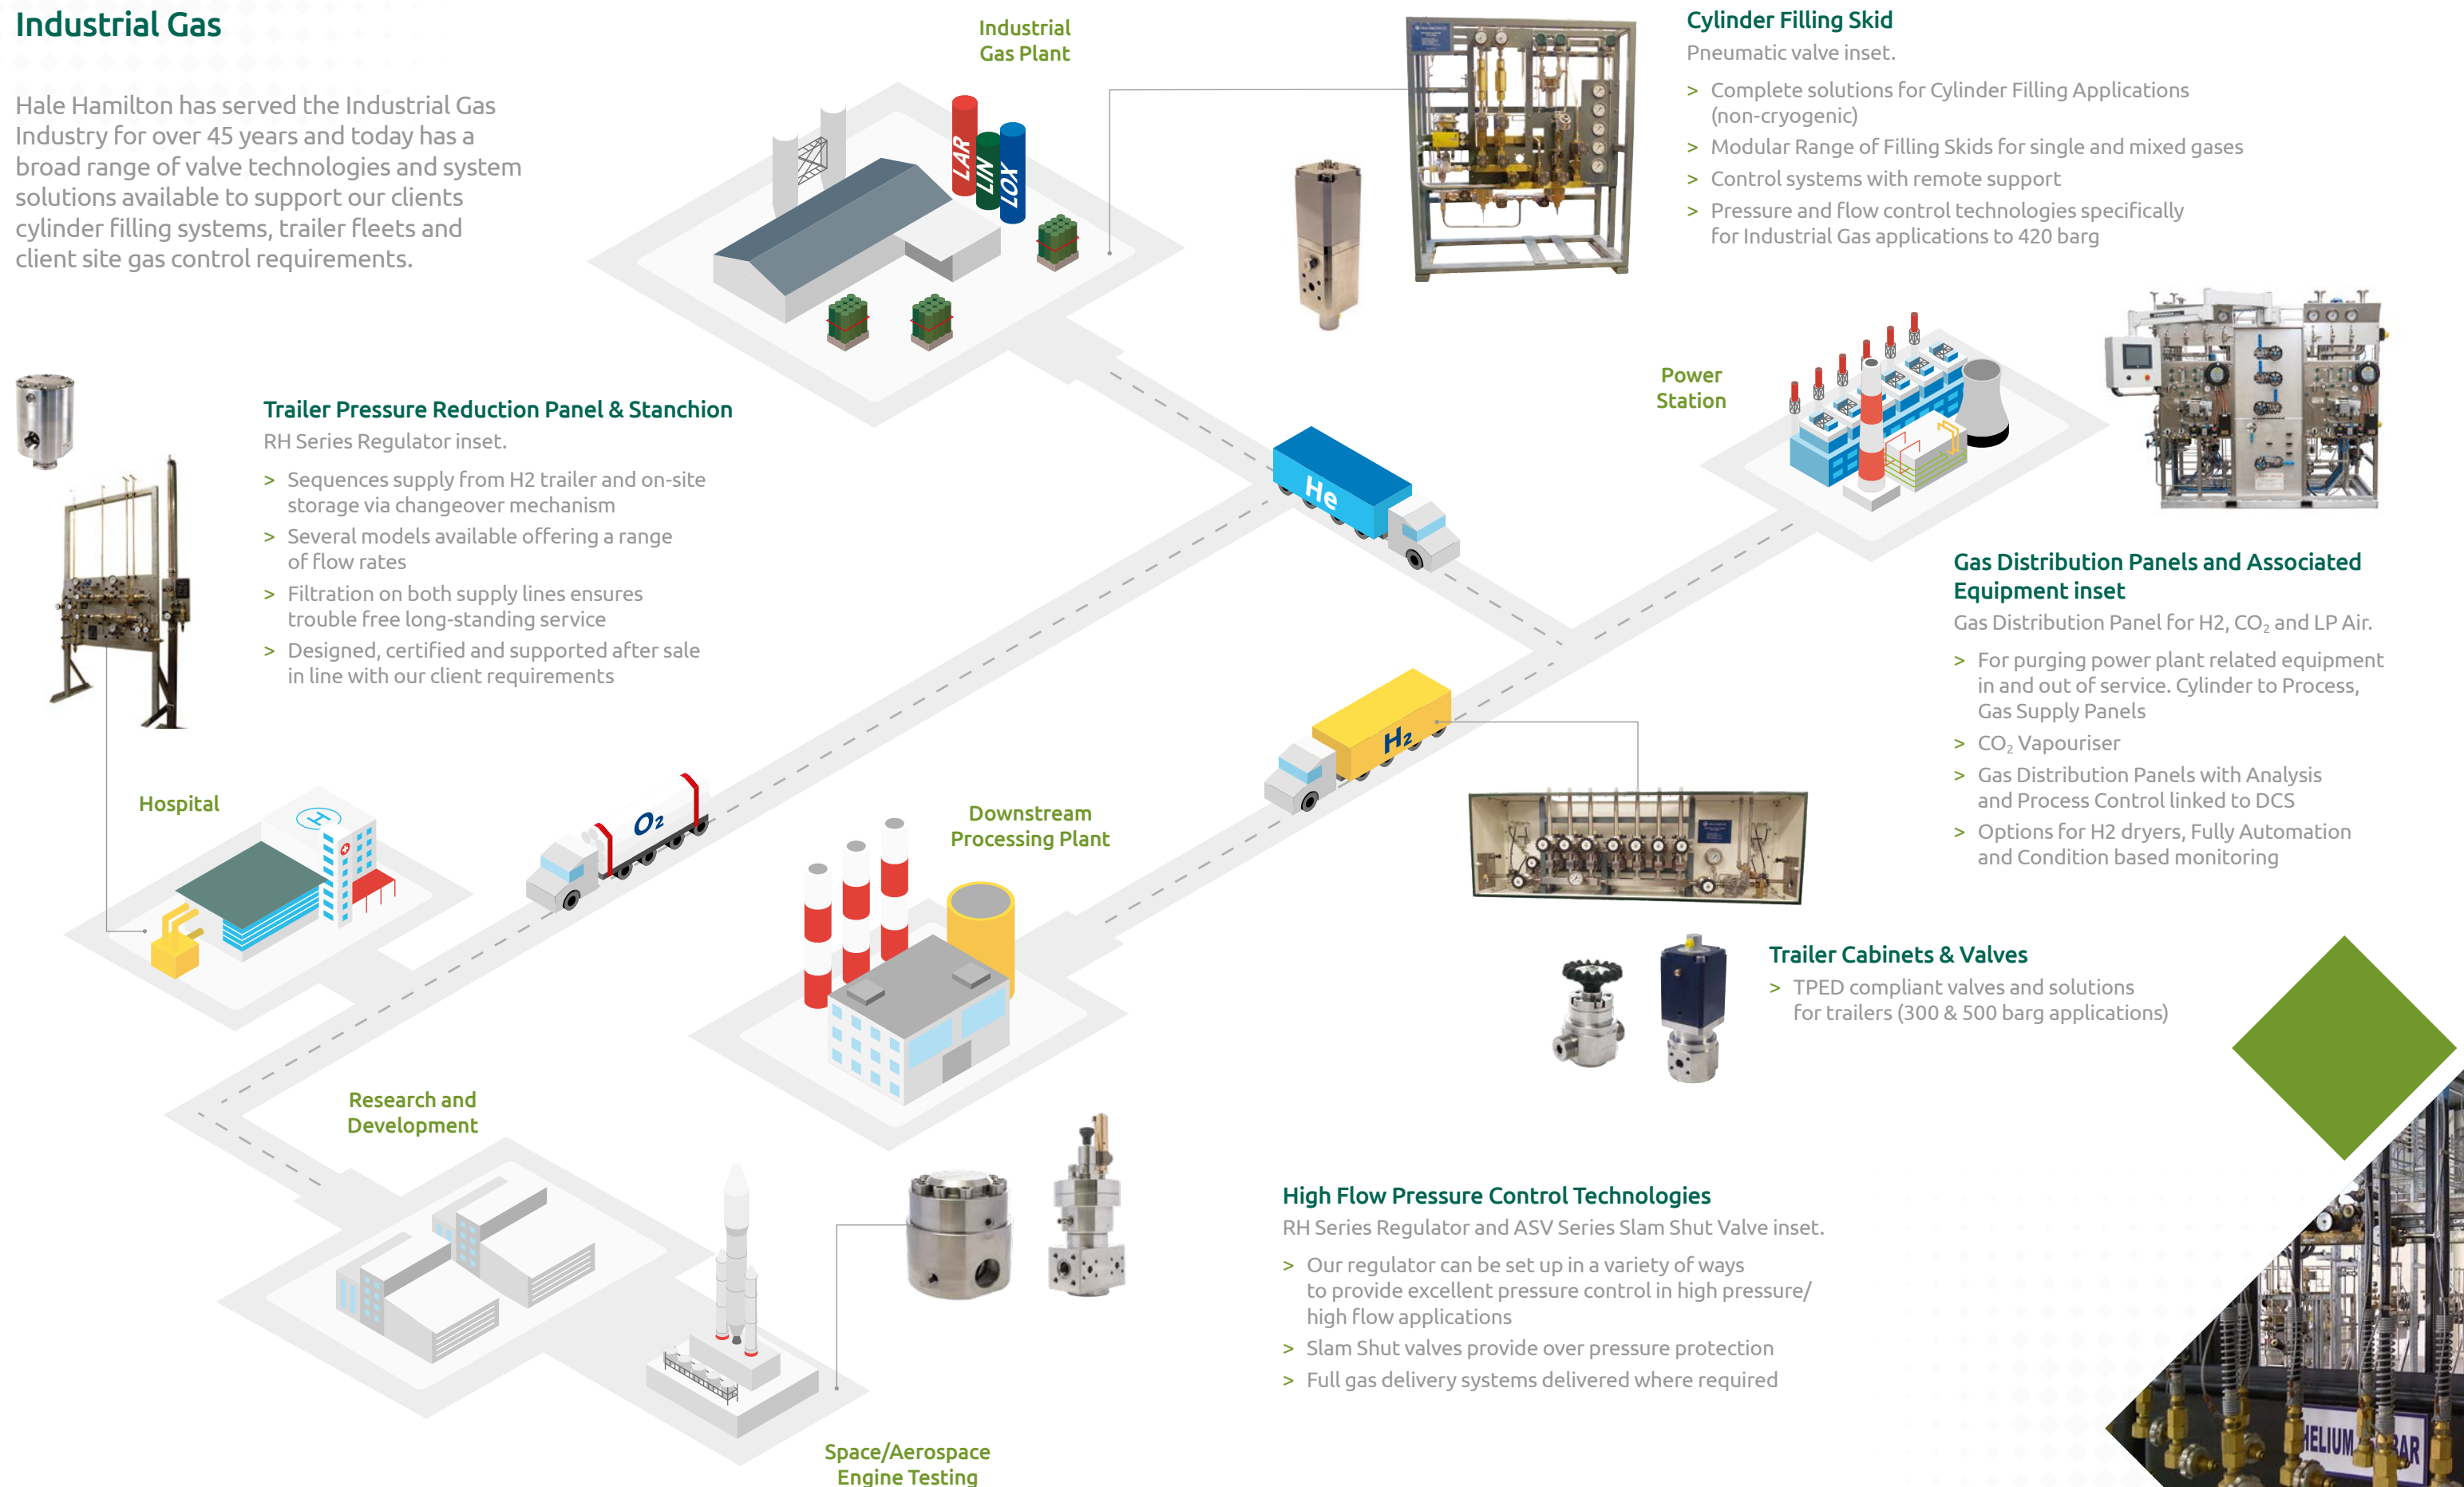 Industrial Gas
Hale Hamilton has served the Industrial Gas
Industry for over 45 years and today has a
broad range of valve technologies and system
solutions available to support our clients
cylinder filling systems, trailer fleets and
client site gas control requirements.
Industrial
Gas Plant
LAR
LIN
LOX
Cylinder Filling Skid
Pneumatic valve inset.
> Complete solutions for Cylinder Filling Applications
(non-cryogenic)
> Modular Range of Filling Skids for single and mixed gases
> Control systems with remote support
> Pressure and flow control technologies specifically
for Industrial Gas applications to 420 barg
Trailer Pressure Reduction Panel & Stanchion
RH Series Regulator inset.
> Sequences supply from H2 trailer and on-site
storage via changeover mechanism
> Several models available offering a range
of flow rates
> Filtration on both supply lines ensures
trouble free long-standing service
> Designed, certified and supported after sale
in line with our client requirements
Power
Station
He
Gas Distribution Panels and Associated
Equipment inset
Gas Distribution Panel for H2, CO₂ and LP Air.
> For purging power plant related equipment
in and out of service. Cylinder to Process,
Gas Supply Panels
> CO₂ Vapouriser
> Gas Distribution Panels with Analysis
and Process Control linked to DCS
> Options for H2 dryers, Fully Automation
and Condition based monitoring
H₂
Hospital
H
O₂
Downstream
Processing Plant
Trailer Cabinets & Valves
> TPED compliant valves and solutions
for trailers (300 & 500 barg applications)
Research and
Development
High Flow Pressure Control Technologies
RH Series Regulator and ASV Series Slam Shut Valve inset.
> Our regulator can be set up in a variety of ways
to provide excellent pressure control in high pressure/
high flow applications
> Slam Shut valves provide over pressure protection
> Full gas delivery systems delivered where required
Space/Aerospace
Engine Testing
HELIUM